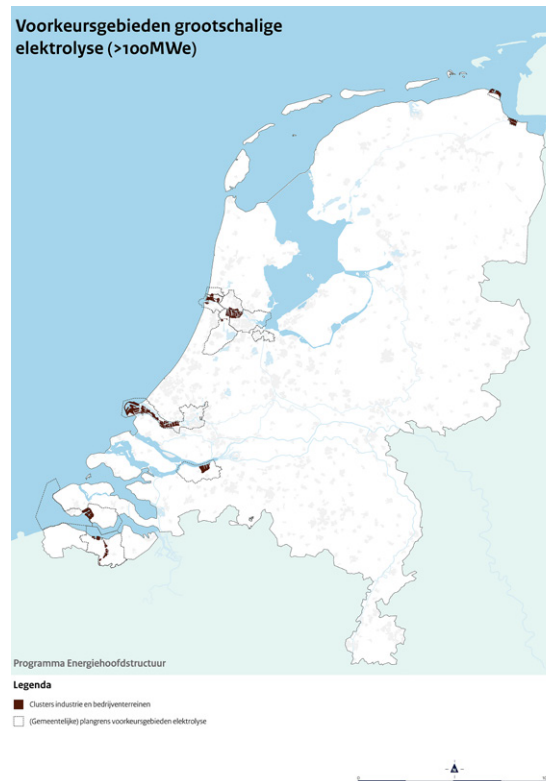 Voorkeursgebieden grootschalige
elektrolyse (>100MWe)
Programma Energiehoofdstructuur
Legenda
Clusters industrie en bedrijventerreinen
(Gemeentelijke) plangrens voorkeursgebieden elektrolyse